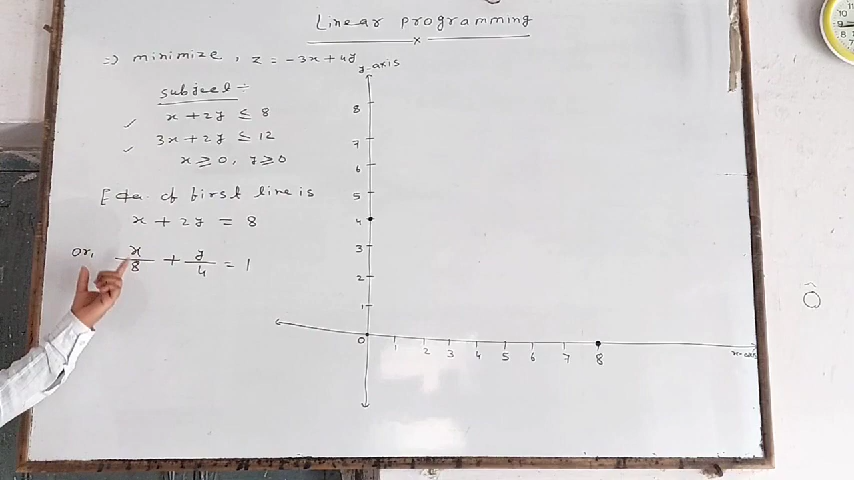 Linear programming
⇒ minimize, z = -3x + 4y
subject :-
x + 2y ≤ 8
3x + 2y ≤ 12
x ≥ 0, y ≥ 0
Eqn. of first line is
x + 2y = 8
or, x/8 + y/4 = 1
y-axis
8
7
6
5
4
3
2
1
0 1 2 3 4 5 6 7 8
x-axis